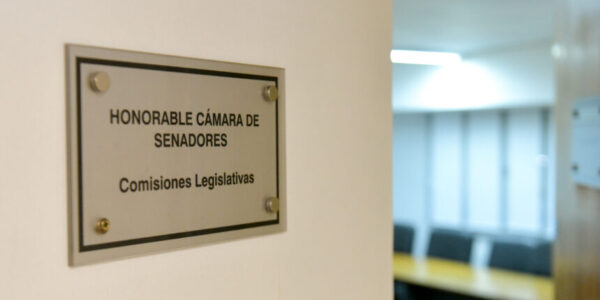 HONORABLE CÁMARA DE
SENADORES
Comisiones Legislativas